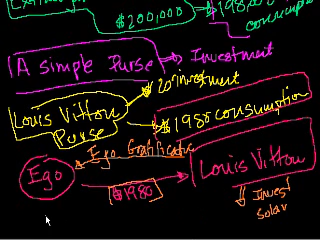 $200,000
A simple Purse
Investment
Louis Vitton
Purse
$20 investment
$1980 consumption
Ego Gratification
Ego
$1980
Louis Vitton
Invest
Solar